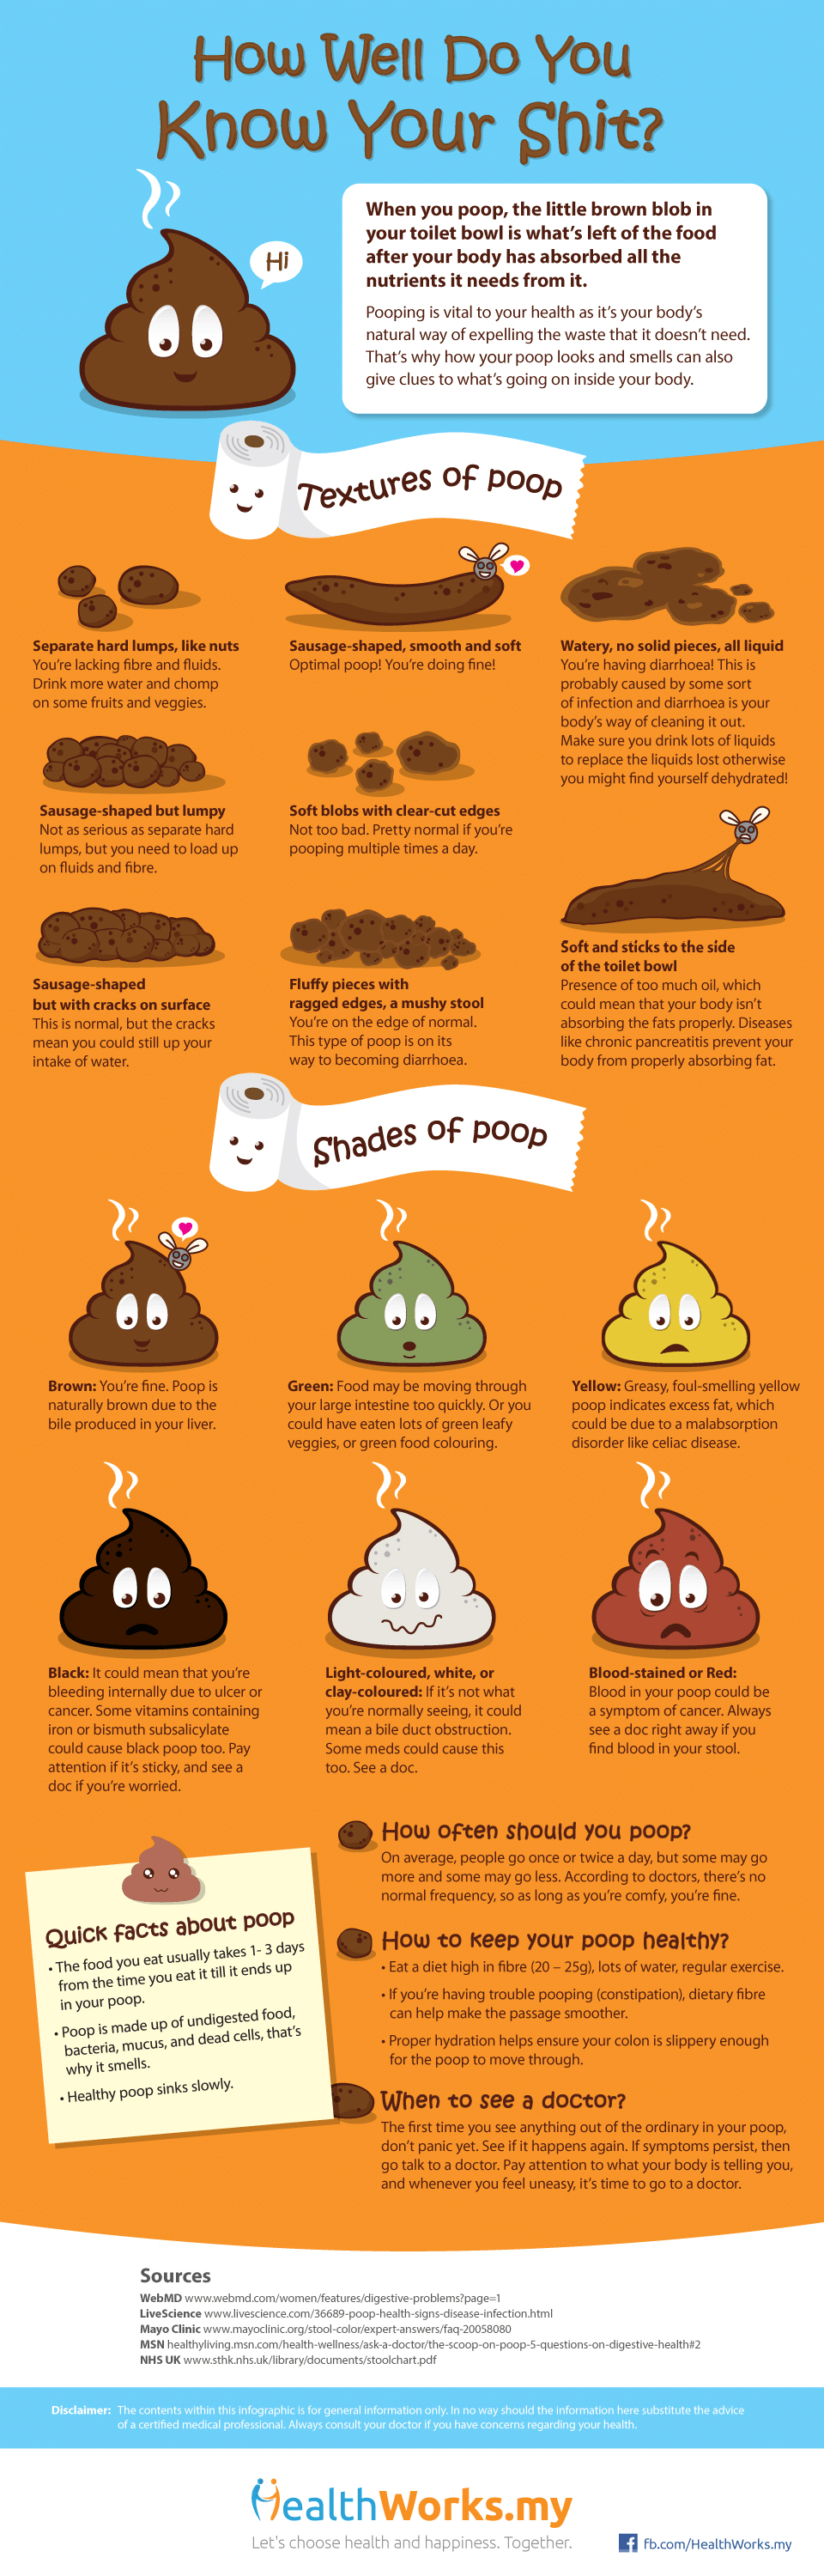 How Well Do You
Know Your Shit?
Hi
When you poop, the little brown blob in
your toilet bowl is what's left of the food
after your body has absorbed all the
nutrients it needs from it.
Pooping is vital to your health as it's your body's
natural way of expelling the waste that it doesn't need.
That's why how your poop looks and smells can also
give clues to what's going on inside your body.
Textures of poop
Separate hard lumps, like nuts
You're lacking fibre and fluids.
Drink more water and chomp
on some fruits and veggies.
Sausage-shaped, smooth and soft
Optimal poop! You're doing fine!
Watery, no solid pieces, all liquid
You're having diarrhoea! This is
probably caused by some sort
of infection and diarrhoea is your
body's way of cleaning it out.
Make sure you drink lots of liquids
to replace the liquids lost otherwise
you might find yourself dehydrated!
Sausage-shaped but lumpy
Not as serious as separate hard
lumps, but you need to load up
on fluids and fibre.
Soft blobs with clear-cut edges
Not too bad. Pretty normal if you're
pooping multiple times a day.
Sausage-shaped
but with cracks on surface
This is normal, but the cracks
mean you could still up your
intake of water.
Fluffy pieces with
ragged edges, a mushy stool
You're on the edge of normal.
This type of poop is on its
way to becoming diarrhoea.
Soft and sticks to the side
of the toilet bowl
Presence of too much oil, which
could mean that your body isn't
absorbing the fats properly. Diseases
like chronic pancreatitis prevent your
body from properly absorbing fat.
Shades of poop
Brown: You're fine. Poop is
naturally brown due to the
bile produced in your liver.
Green: Food may be moving through
your large intestine too quickly. Or you
could have eaten lots of green leafy
veggies, or green food colouring.
Yellow: Greasy, foul-smelling yellow
poop indicates excess fat, which
could be due to a malabsorption
disorder like celiac disease.
Black: It could mean that you're
bleeding internally due to ulcer or
cancer. Some vitamins containing
iron or bismuth subsalicylate
could cause black poop too. Pay
attention if it's sticky, and see a
doc if you're worried.
Light-coloured, white, or
clay-coloured: If it's not what
you're normally seeing, it could
mean a bile duct obstruction.
Some meds could cause this
too. See a doc.
Blood-stained or Red:
Blood in your poop could be
a symptom of cancer. Always
see a doc right away if you
find blood in your stool.
Quick facts about poop
• The food you eat usually takes 1- 3 days
from the time you eat it till it ends up
in your poop.
• Poop is made up of undigested food,
bacteria, mucus, and dead cells, that's
why it smells.
• Healthy poop sinks slowly.
How often should you poop?
On average, people go once or twice a day, but some may go
more and some may go less. According to doctors, there's no
normal frequency, so as long as you're comfy, you're fine.
How to keep your poop healthy?
• Eat a diet high in fibre (20 – 25g), lots of water, regular exercise.
• If you're having trouble pooping (constipation), dietary fibre
can help make the passage smoother.
• Proper hydration helps ensure your colon is slippery enough
for the poop to move through.
When to see a doctor?
The first time you see anything out of the ordinary in your poop,
don't panic yet. See if it happens again. If symptoms persist, then
go talk to a doctor. Pay attention to what your body is telling you,
and whenever you feel uneasy, it's time to go to a doctor.
Sources
WebMD www.webmd.com/women/features/digestive-problems?page=1
LiveScience www.livescience.com/36689-poop-health-signs-disease-infection.html
Mayo Clinic www.mayoclinic.org/stool-color/expert-answers/faq-20058080
MSN healthyliving.msn.com/health-wellness/ask-a-doctor/the-scoop-on-poop-5-questions-on-digestive-health#2
NHS UK www.sthk.nhs.uk/library/documents/stoolchart.pdf
Disclaimer: The contents within this infographic is for general information only. In no way should the information here substitute the advice
of a certified medical professional. Always consult your doctor if you have concerns regarding your health.
HealthWorks.my
Let's choose health and happiness. Together.
fb.com/HealthWorks.my